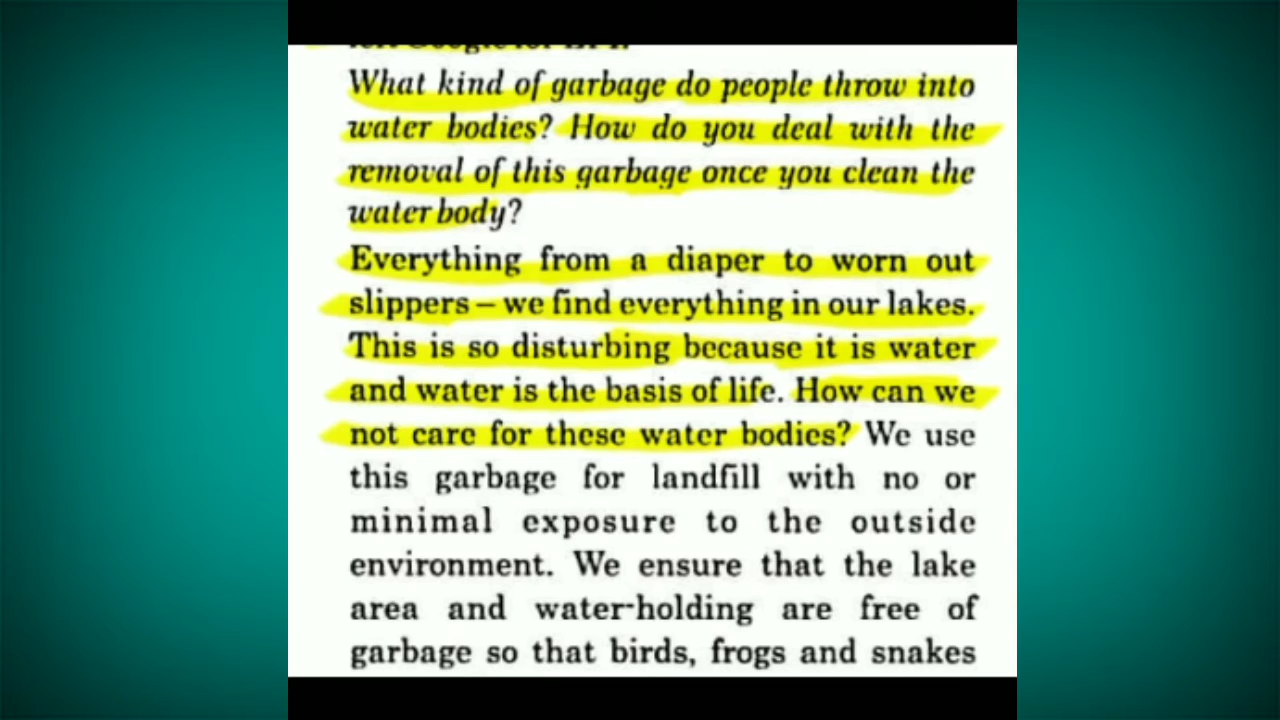 What kind of garbage do people throw into
water bodies? How do you deal with the
removal of this garbage once you clean the
water body?
Everything from a diaper to worn out
slippers – we find everything in our lakes.
This is so disturbing because it is water
and water is the basis of life. How can we
not care for these water bodies? We use
this garbage for landfill with no or
minimal exposure to the outside
environment. We ensure that the lake
area and water-holding are free of
garbage so that birds, frogs and snakes